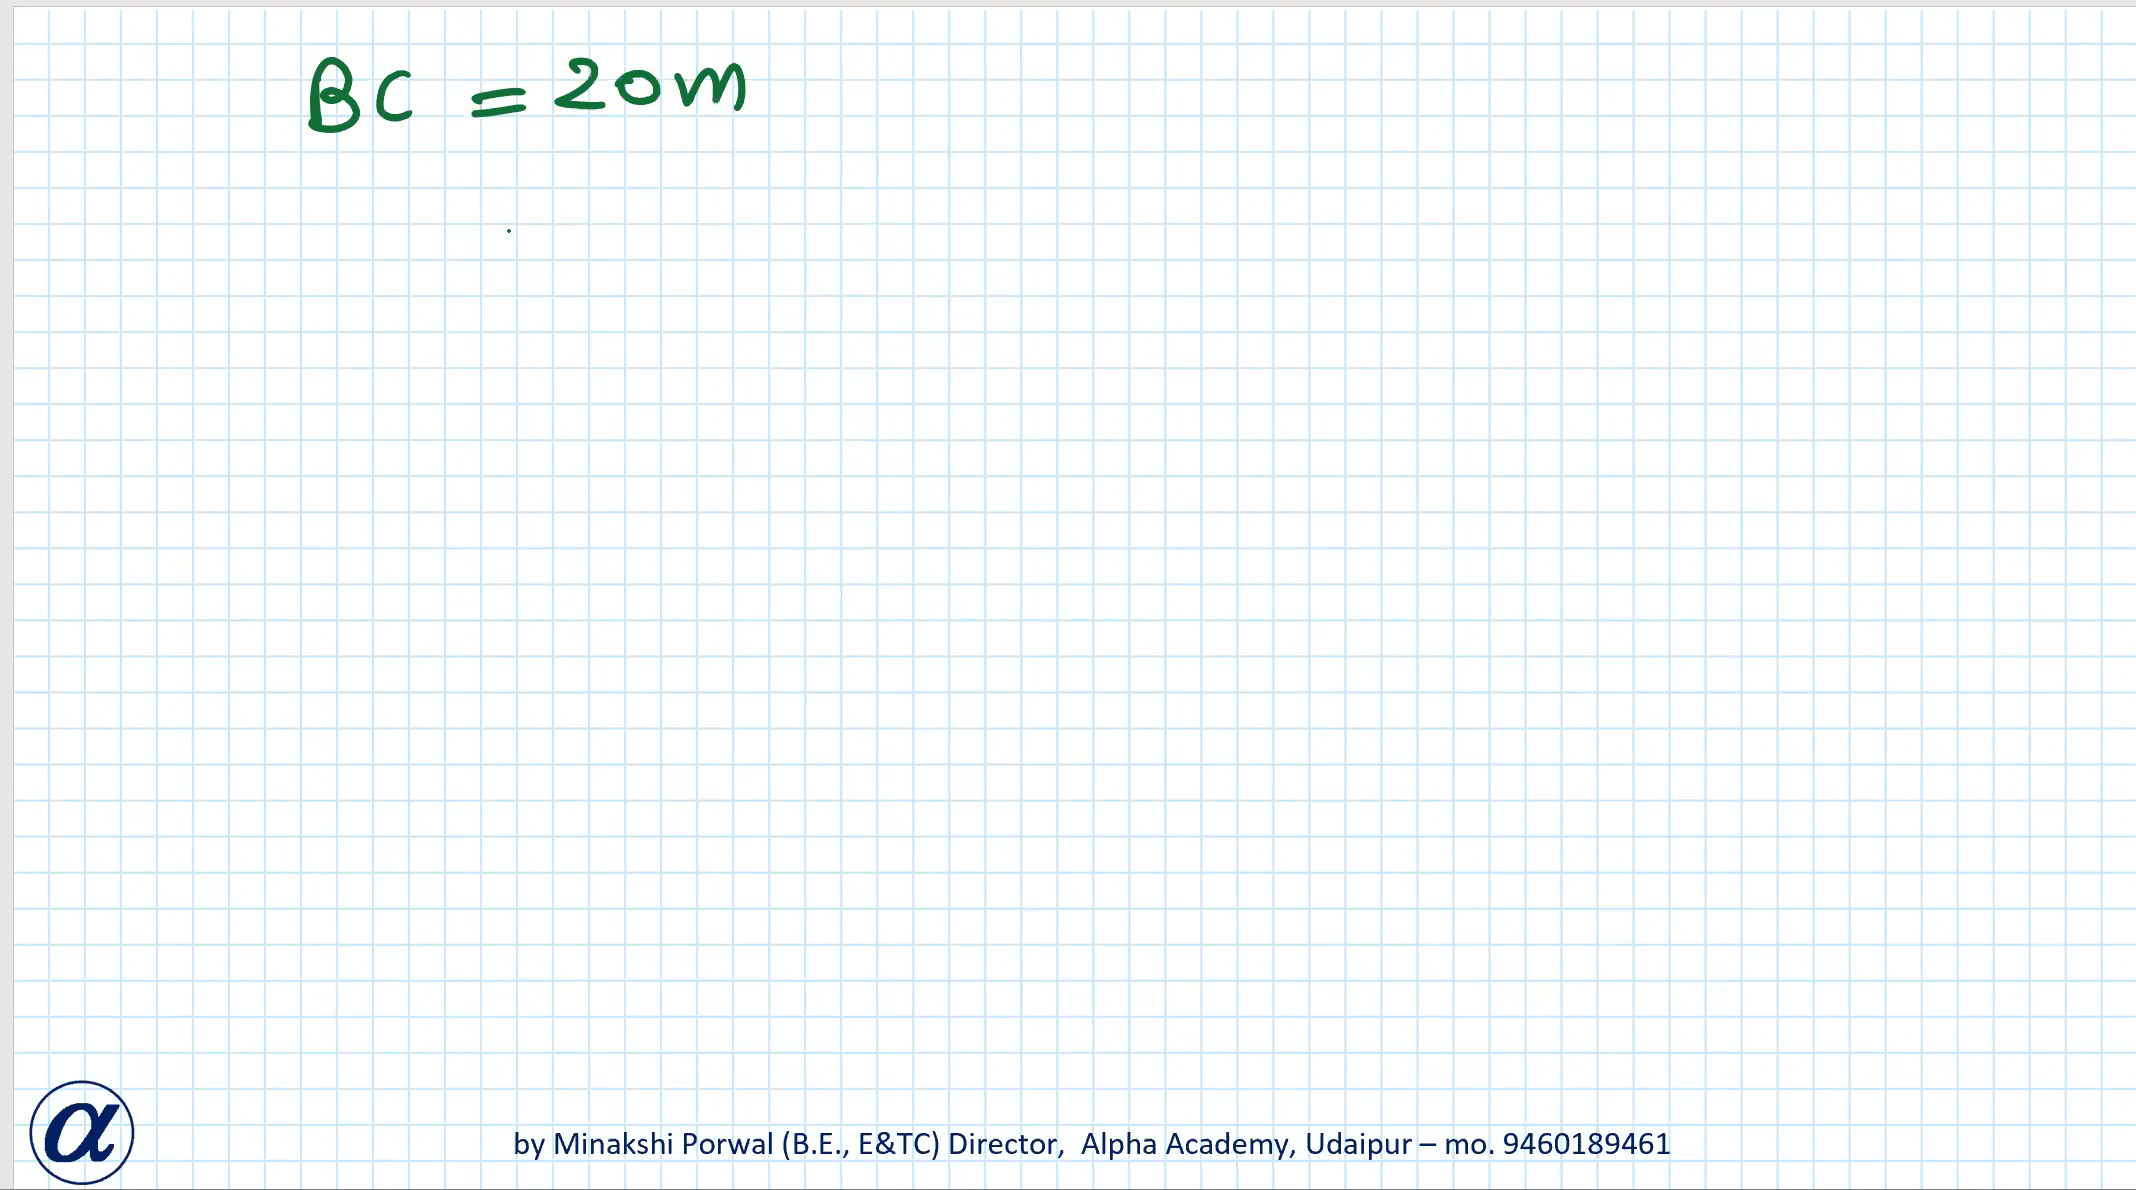 BC = 20m
α
by Minakshi Porwal (B.E., E&TC) Director, Alpha Academy, Udaipur – mo. 9460189461